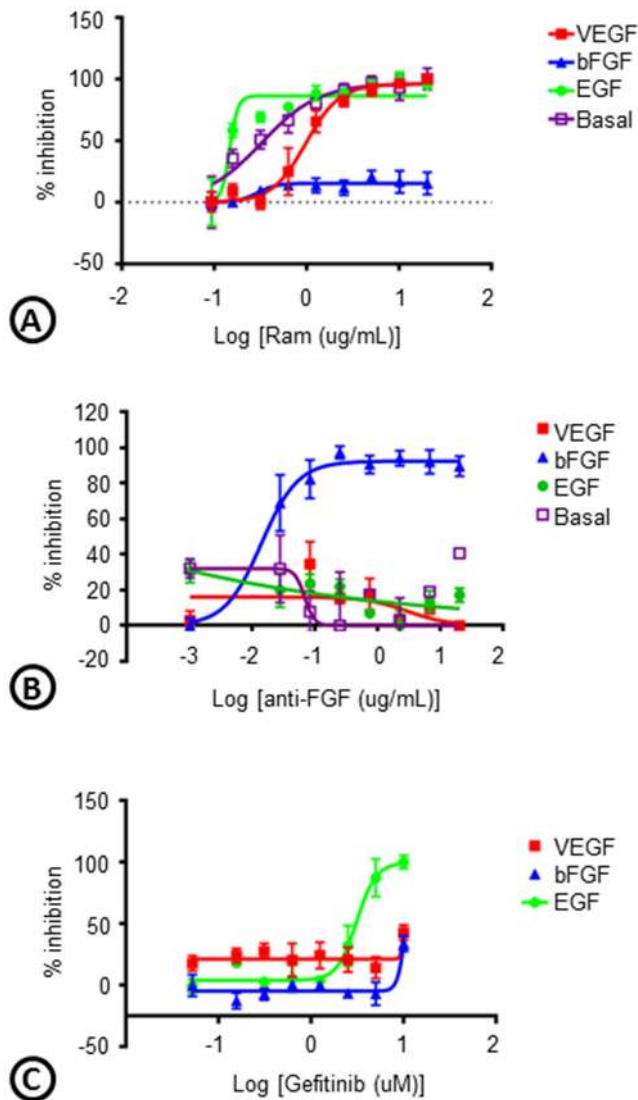 VEGF
bFGF
EGF
Basal
150
100
50
0
-50
% inhibition
-2
-1
0
1
2
Log [Ram (ug/mL)]
A
120
100
80
60
40
20
0
-20
% inhibition
VEGF
bFGF
EGF
Basal
-3
-2
-1
0
1
2
Log [anti-FGF (ug/mL)]
B
150
100
50
0
-50
% inhibition
VEGF
bFGF
EGF
-1
0
1
Log [Gefitinib (uM)]
C